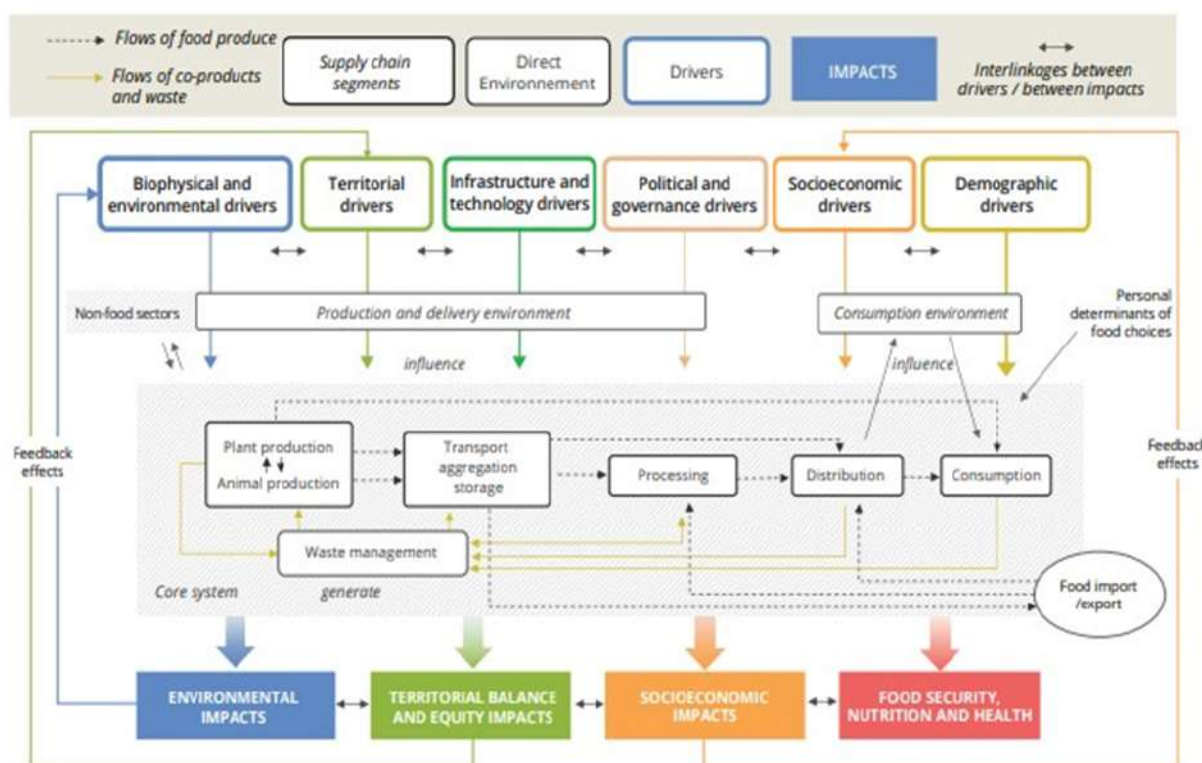 Flows of food produce
Flows of co-products
and waste
Supply chain
segments
Direct
Environnement
Drivers
IMPACTS
Interlinkages between
drivers / between impacts
Biophysical and
environmental drivers
Territorial
drivers
Infrastructure and
technology drivers
Political and
governance drivers
Socioeconomic
drivers
Demographic
drivers
Non-food sectors
Production and delivery environment
Consumption environment
Personal
determinants of
food choices
influence
influence
Feedback
effects
Plant production
Animal production
Transport
aggregation
storage
Processing
Distribution
Consumption
Feedback
effects
Waste management
Core system
generate
Food import
/export
ENVIRONMENTAL
IMPACTS
TERRITORIAL BALANCE
AND EQUITY IMPACTS
SOCIOECONOMIC
IMPACTS
FOOD SECURITY,
NUTRITION AND HEALTH